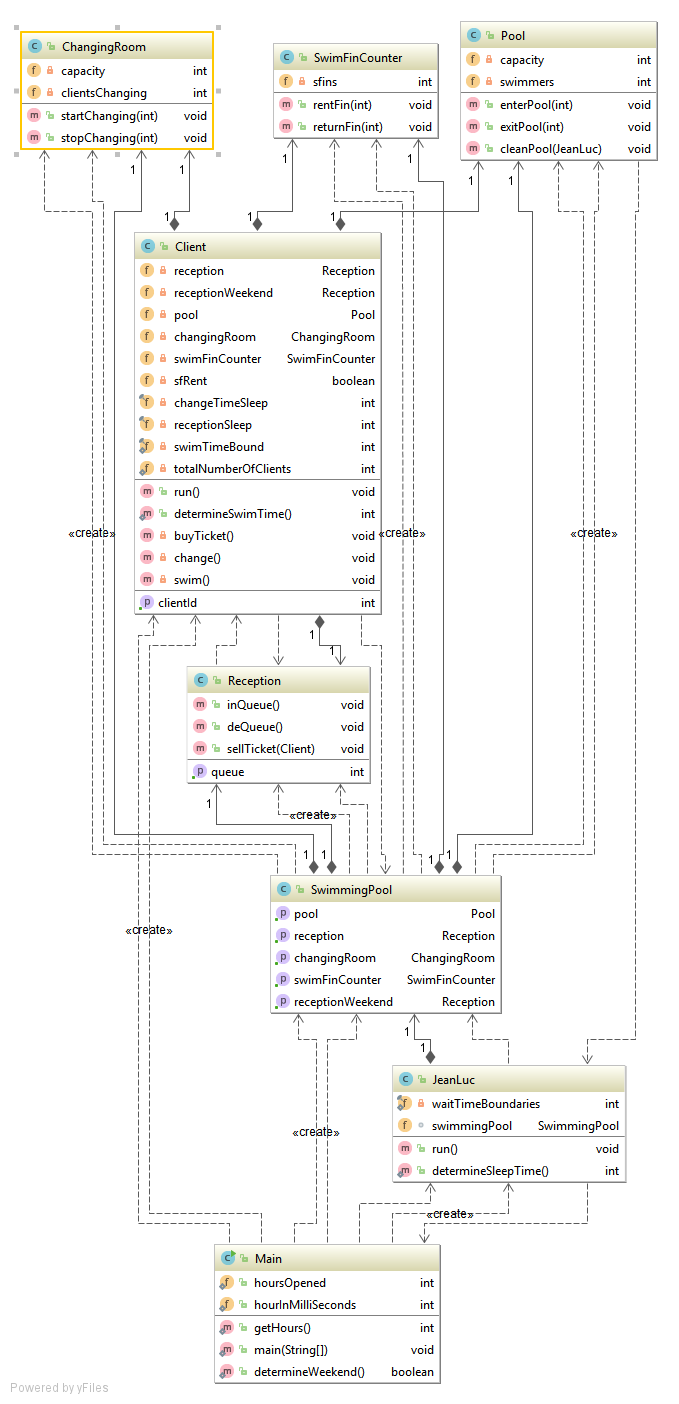 ChangingRoom
capacity int
clientsChanging int
startChanging(int) void
stopChanging(int) void
SwimFinCounter
sfins int
rentFin(int) void
returnFin(int) void
Pool
capacity int
swimmers int
enterPool(int) void
exitPool(int) void
cleanPool(JeanLuc) void
1
1
1
1
1
1
1
1
1
Client
reception Reception
receptionWeekend Reception
pool Pool
changingRoom ChangingRoom
swimFinCounter SwimFinCounter
sfRent boolean
changeTimeSleep int
receptionSleep int
swimTimeBound int
totalNumberOfClients int
run() void
determineSwimTime() int
buyTicket() void
change() void
swim() void
clientId int
«create»
«create»
«create»
1
1
Reception
inQueue() void
deQueue() void
sellTicket(Client) void
queue int
1
«create»
1
1
1
1
SwimmingPool
pool Pool
reception Reception
changingRoom ChangingRoom
swimFinCounter SwimFinCounter
receptionWeekend Reception
«create»
1
1
JeanLuc
waitTimeBoundaries int
swimmingPool SwimmingPool
run() void
determineSleepTime() int
«create»
«create»
Main
hoursOpened int
hourInMilliSeconds int
getHours() int
main(String[]) void
determineWeekend() boolean
Powered by yFiles